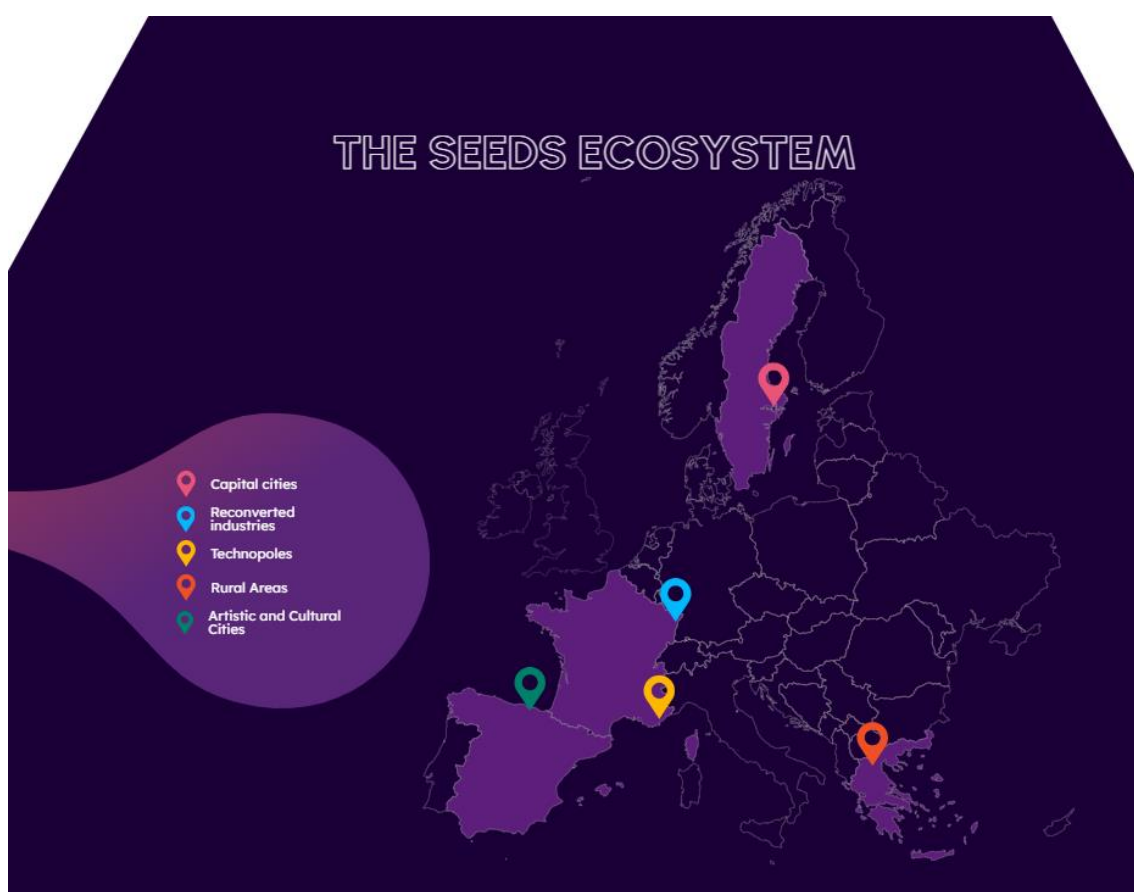 THE SEEDS ECOSYSTEM
Capital cities
Reconverted
industries
Technopoles
Rural Areas
Artistic and Cultural
Cities